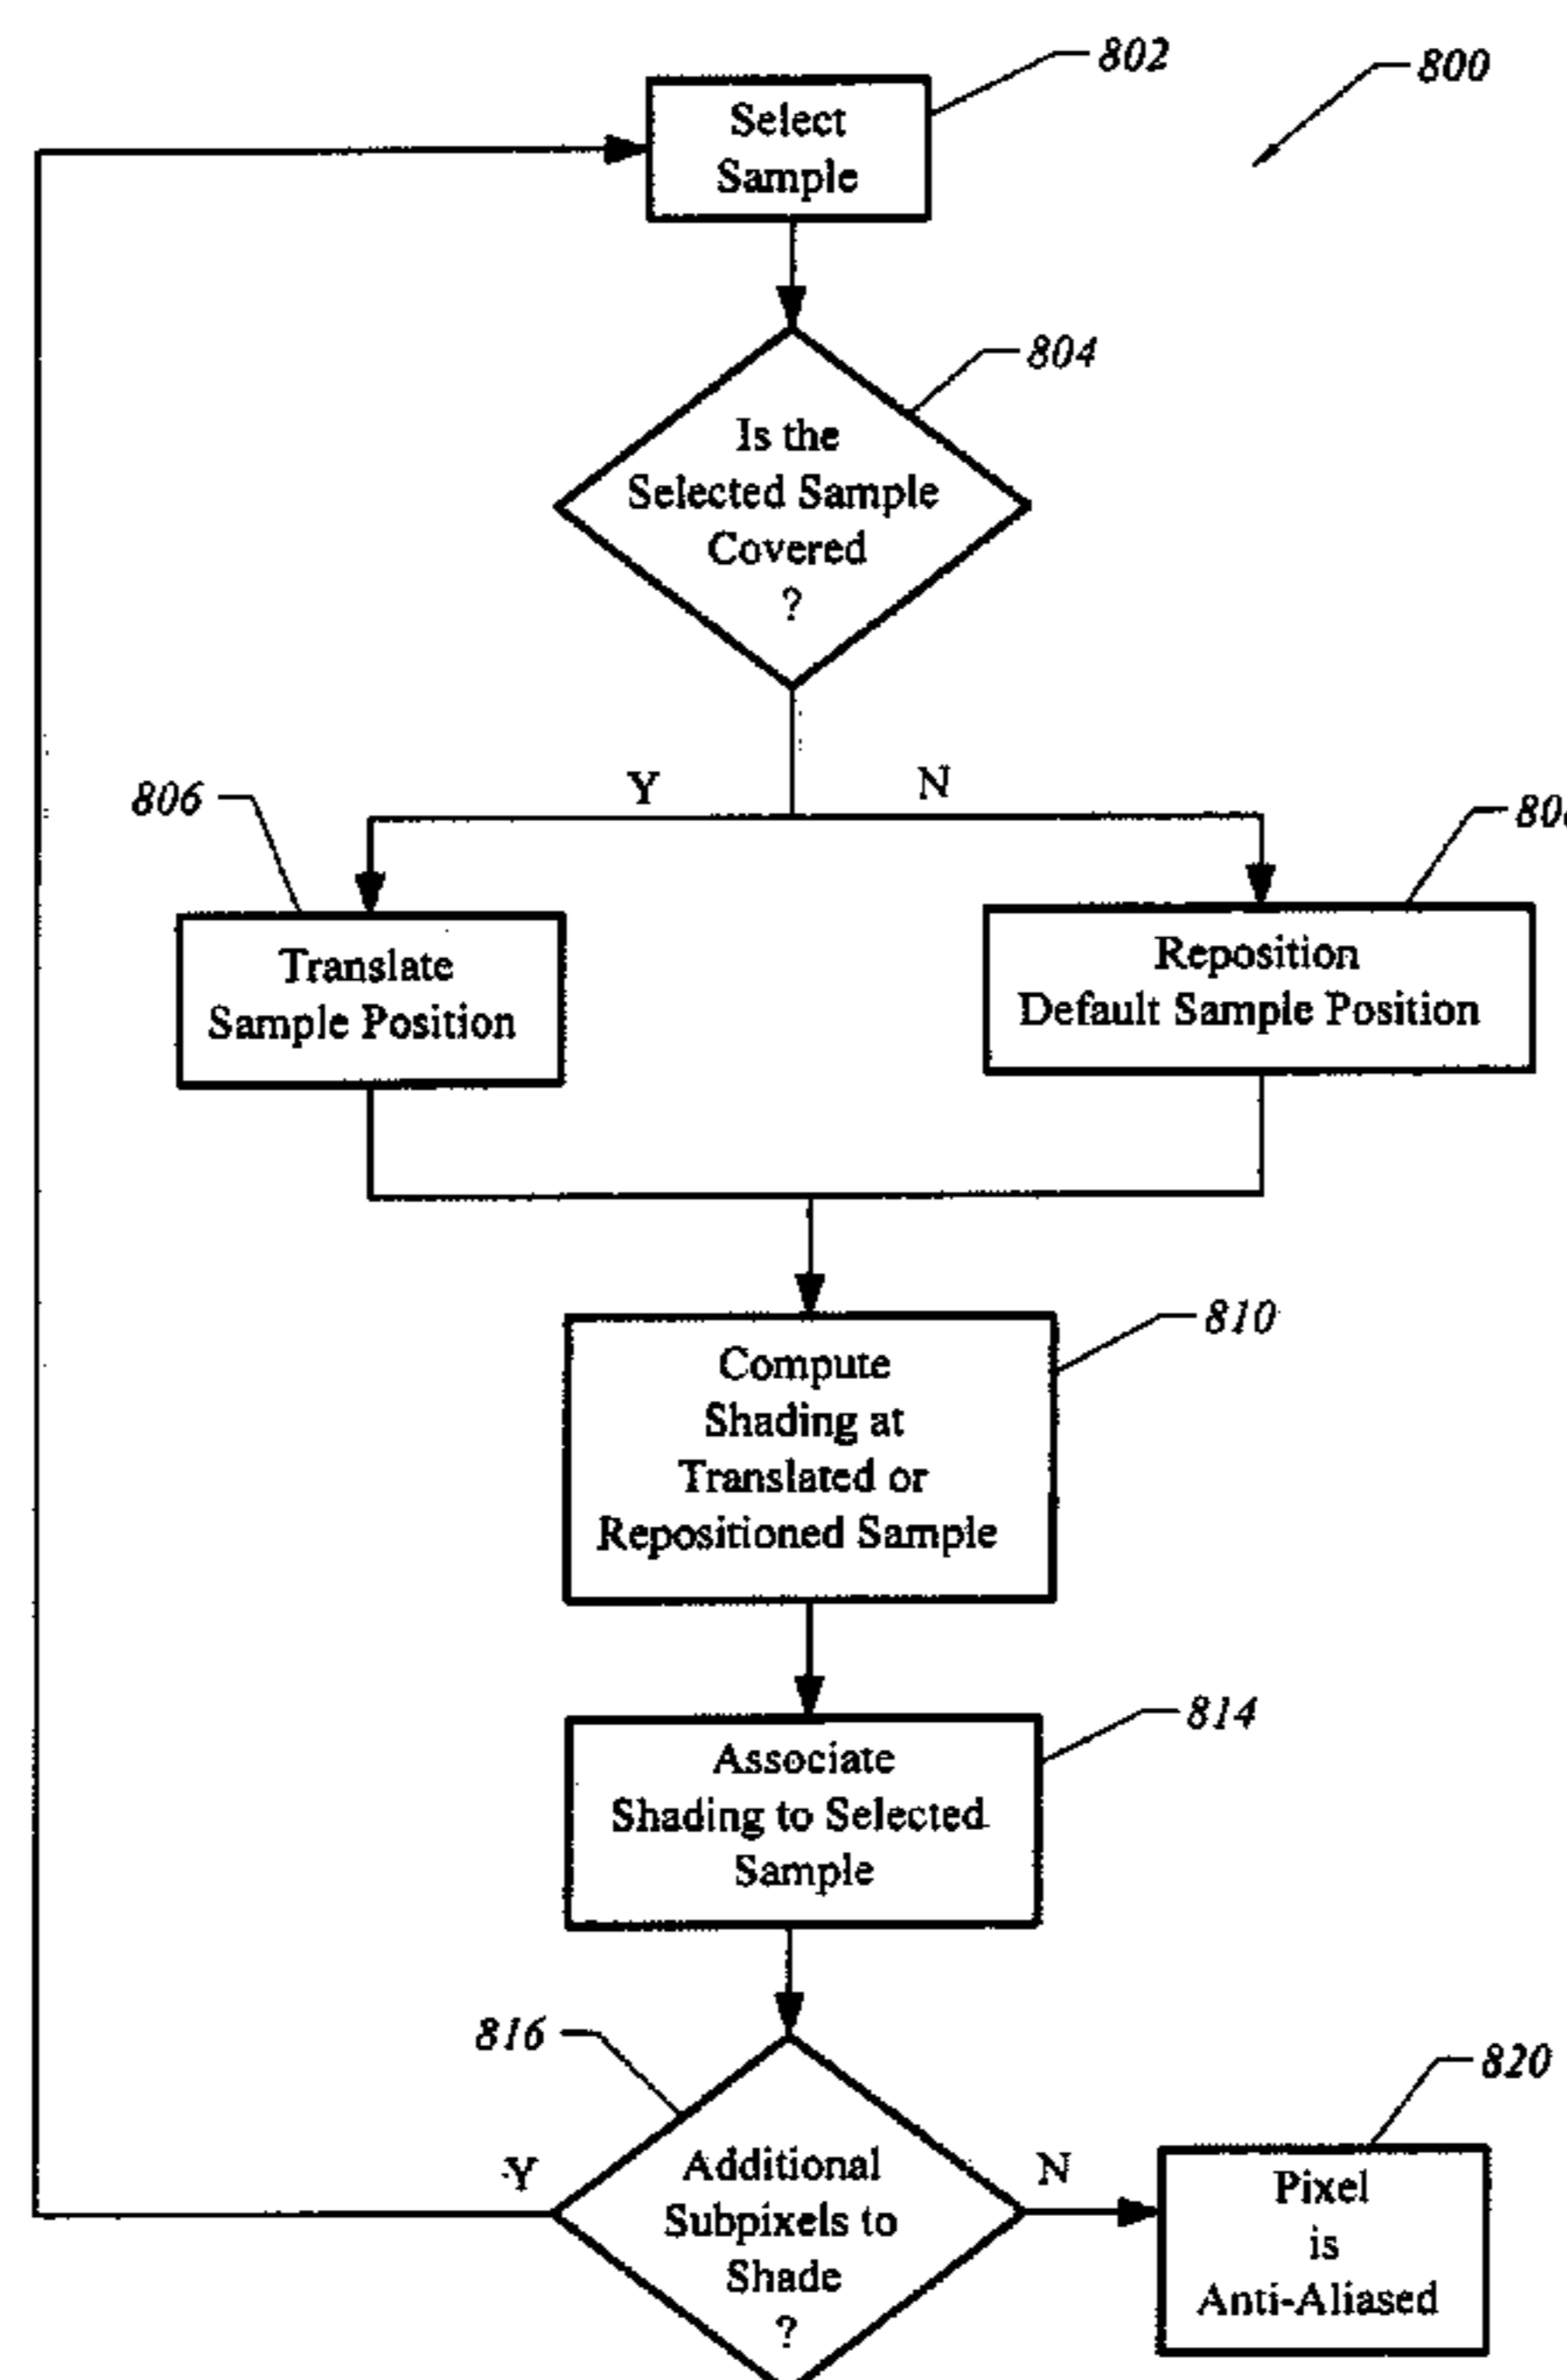 802
800
Select
Sample
804
Is the
Selected Sample
Covered
?
Y
N
806
Translate
Sample Position
Reposition
Default Sample Position
810
Compute
Shading at
Translated or
Repositioned Sample
814
Associate
Shading to Selected
Sample
816
820
Y
N
Additional
Subpixels to
Shade
?
Pixel
is
Anti-Aliased